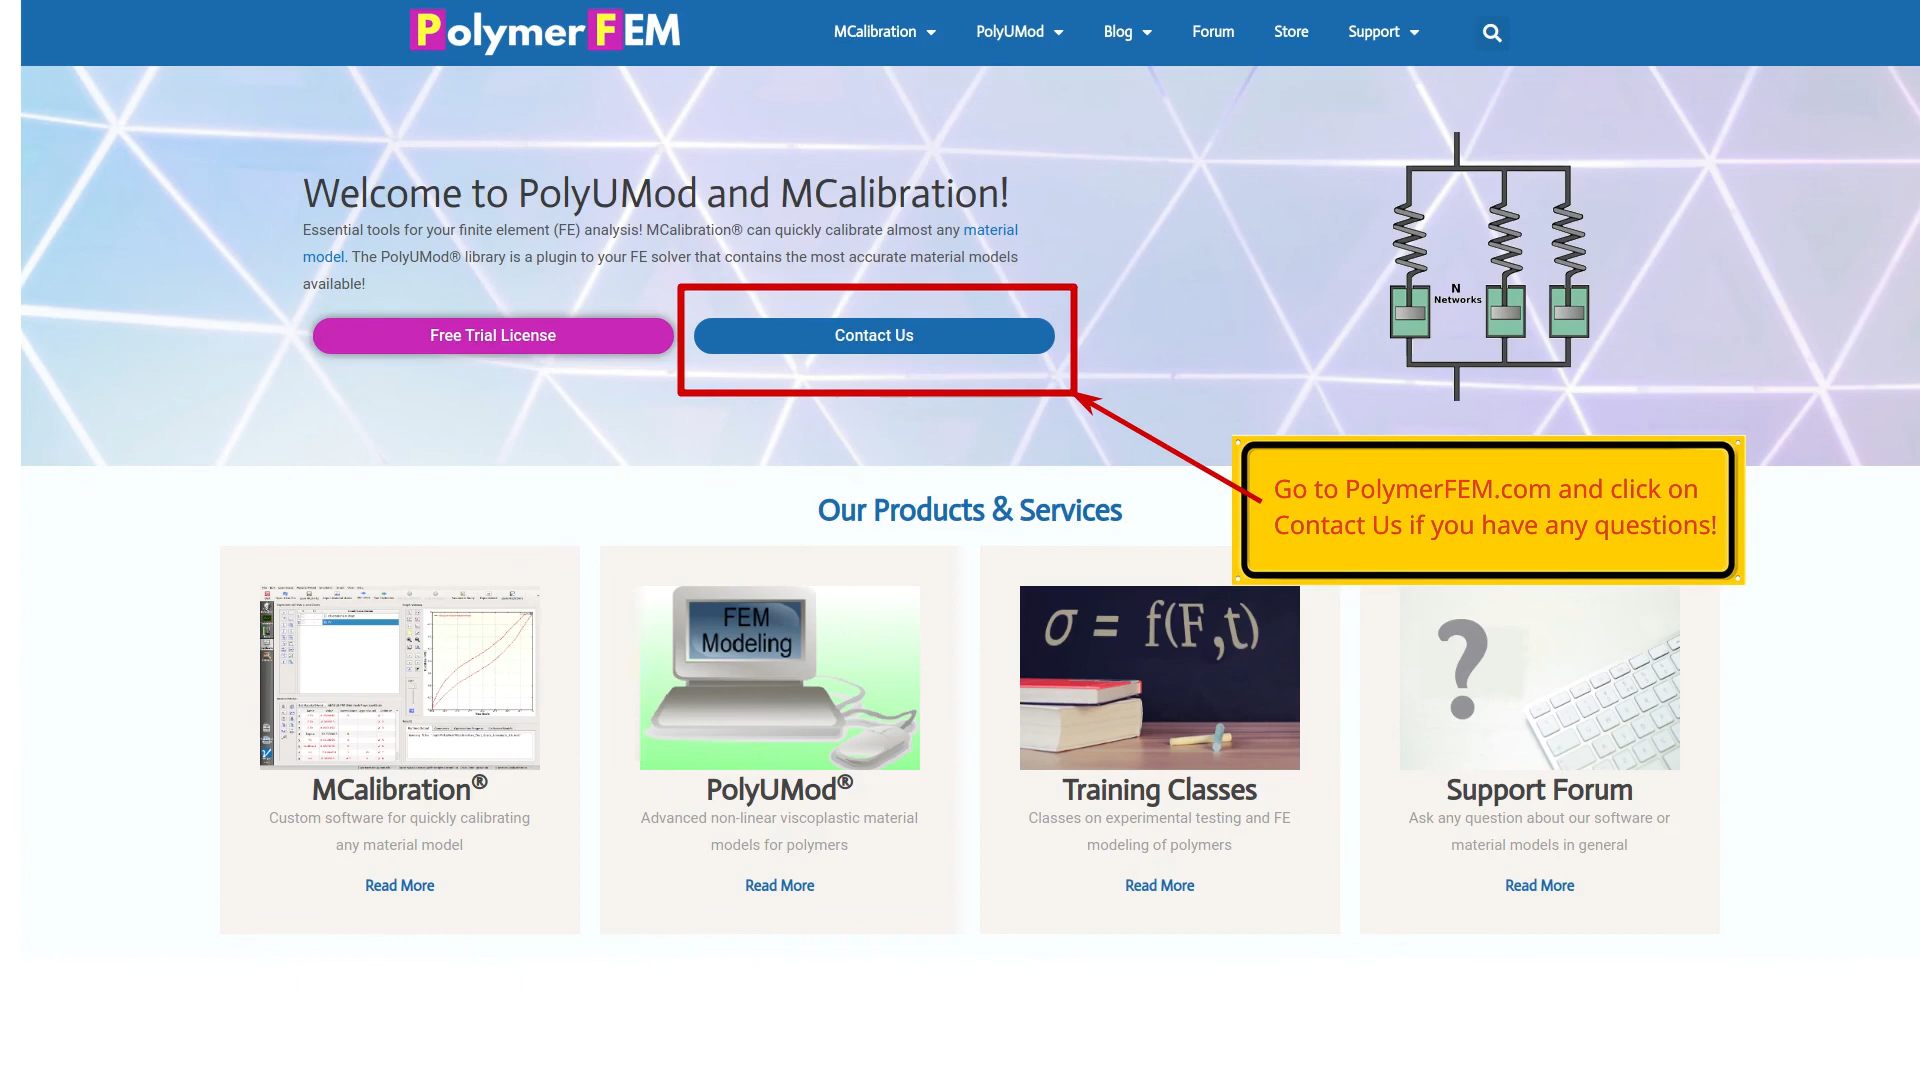 PolymerFEM
MCalibration
PolyUMod
Blog
Forum
Store
Support
Welcome to PolyUMod and MCalibration!
Essential tools for your finite element (FE) analysis! MCalibration® can quickly calibrate almost any material
model. The PolyUMod® library is a plugin to your FE solver that contains the most accurate material models
available!
Free Trial License
Contact Us
N
Networks
Go to PolymerFEM.com and click on
Contact Us if you have any questions!
Our Products & Services
FEM
Modeling
σ = f(F,t)
?
MCalibration®
Custom software for quickly calibrating
any material model
Read More
PolyUMod®
Advanced non-linear viscoplastic material
models for polymers
Read More
Training Classes
Classes on experimental testing and FE
modeling of polymers
Read More
Support Forum
Ask any question about our software or
material models in general
Read More